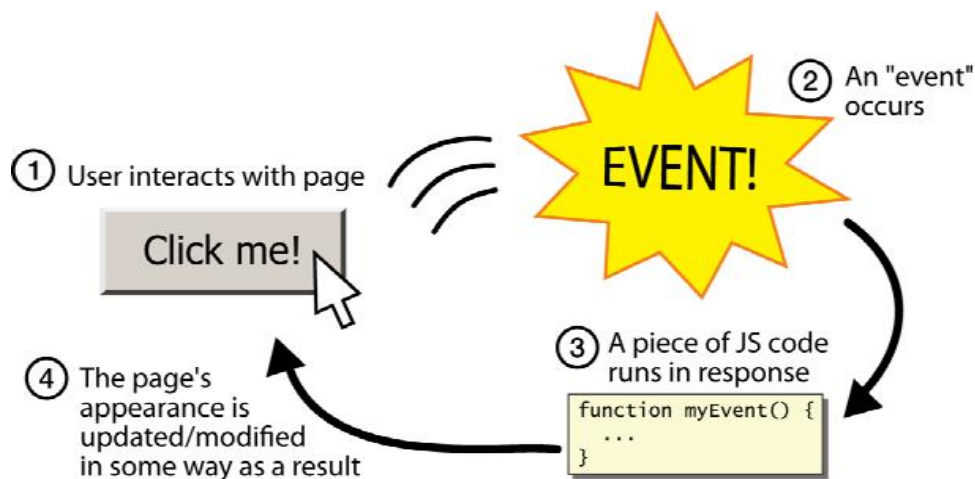 1 User interacts with page
Click me!
EVENT!
2 An "event"
occurs
3 A piece of JS code
runs in response
function myEvent() {
...
}
4 The page's
appearance is
updated/modified
in some way as a result